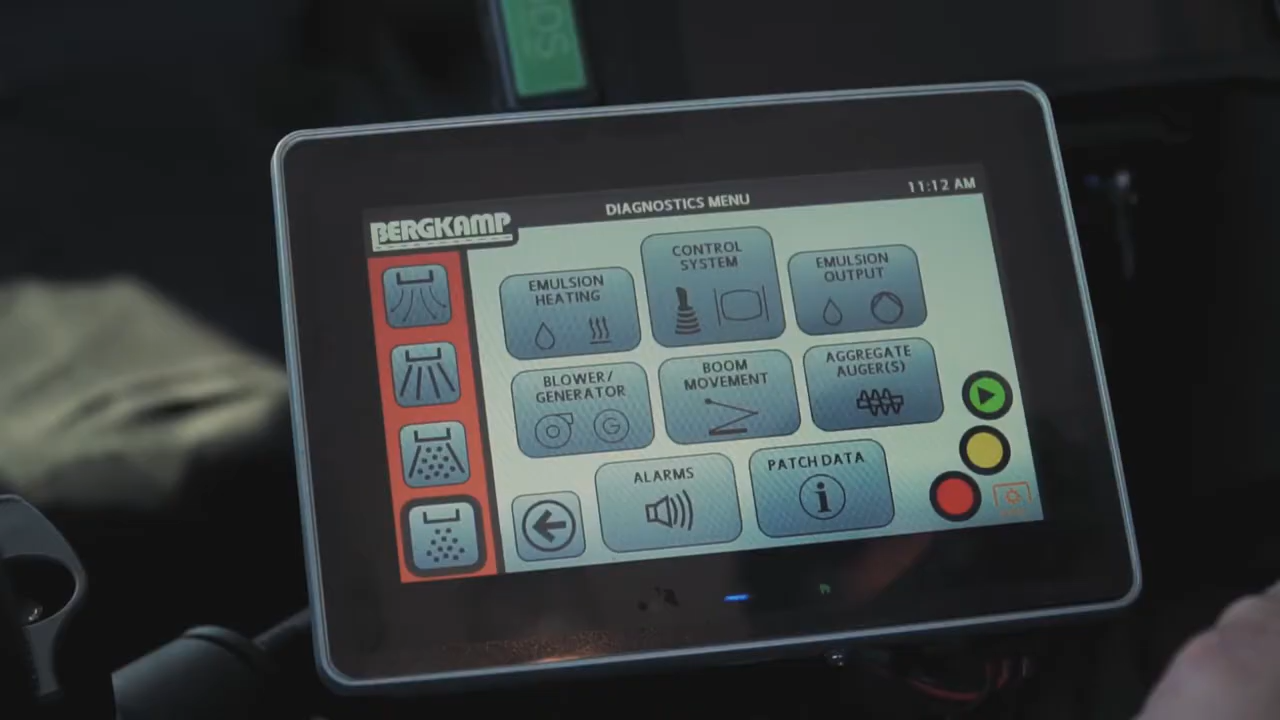 SOS
BERGKAMP
DIAGNOSTICS MENU
11:12 AM
EMULSION
HEATING
CONTROL
SYSTEM
EMULSION
OUTPUT
BLOWER/
GENERATOR
G
BOOM
MOVEMENT
AGGREGATE
AUGER(S)
ALARMS
PATCH DATA
i